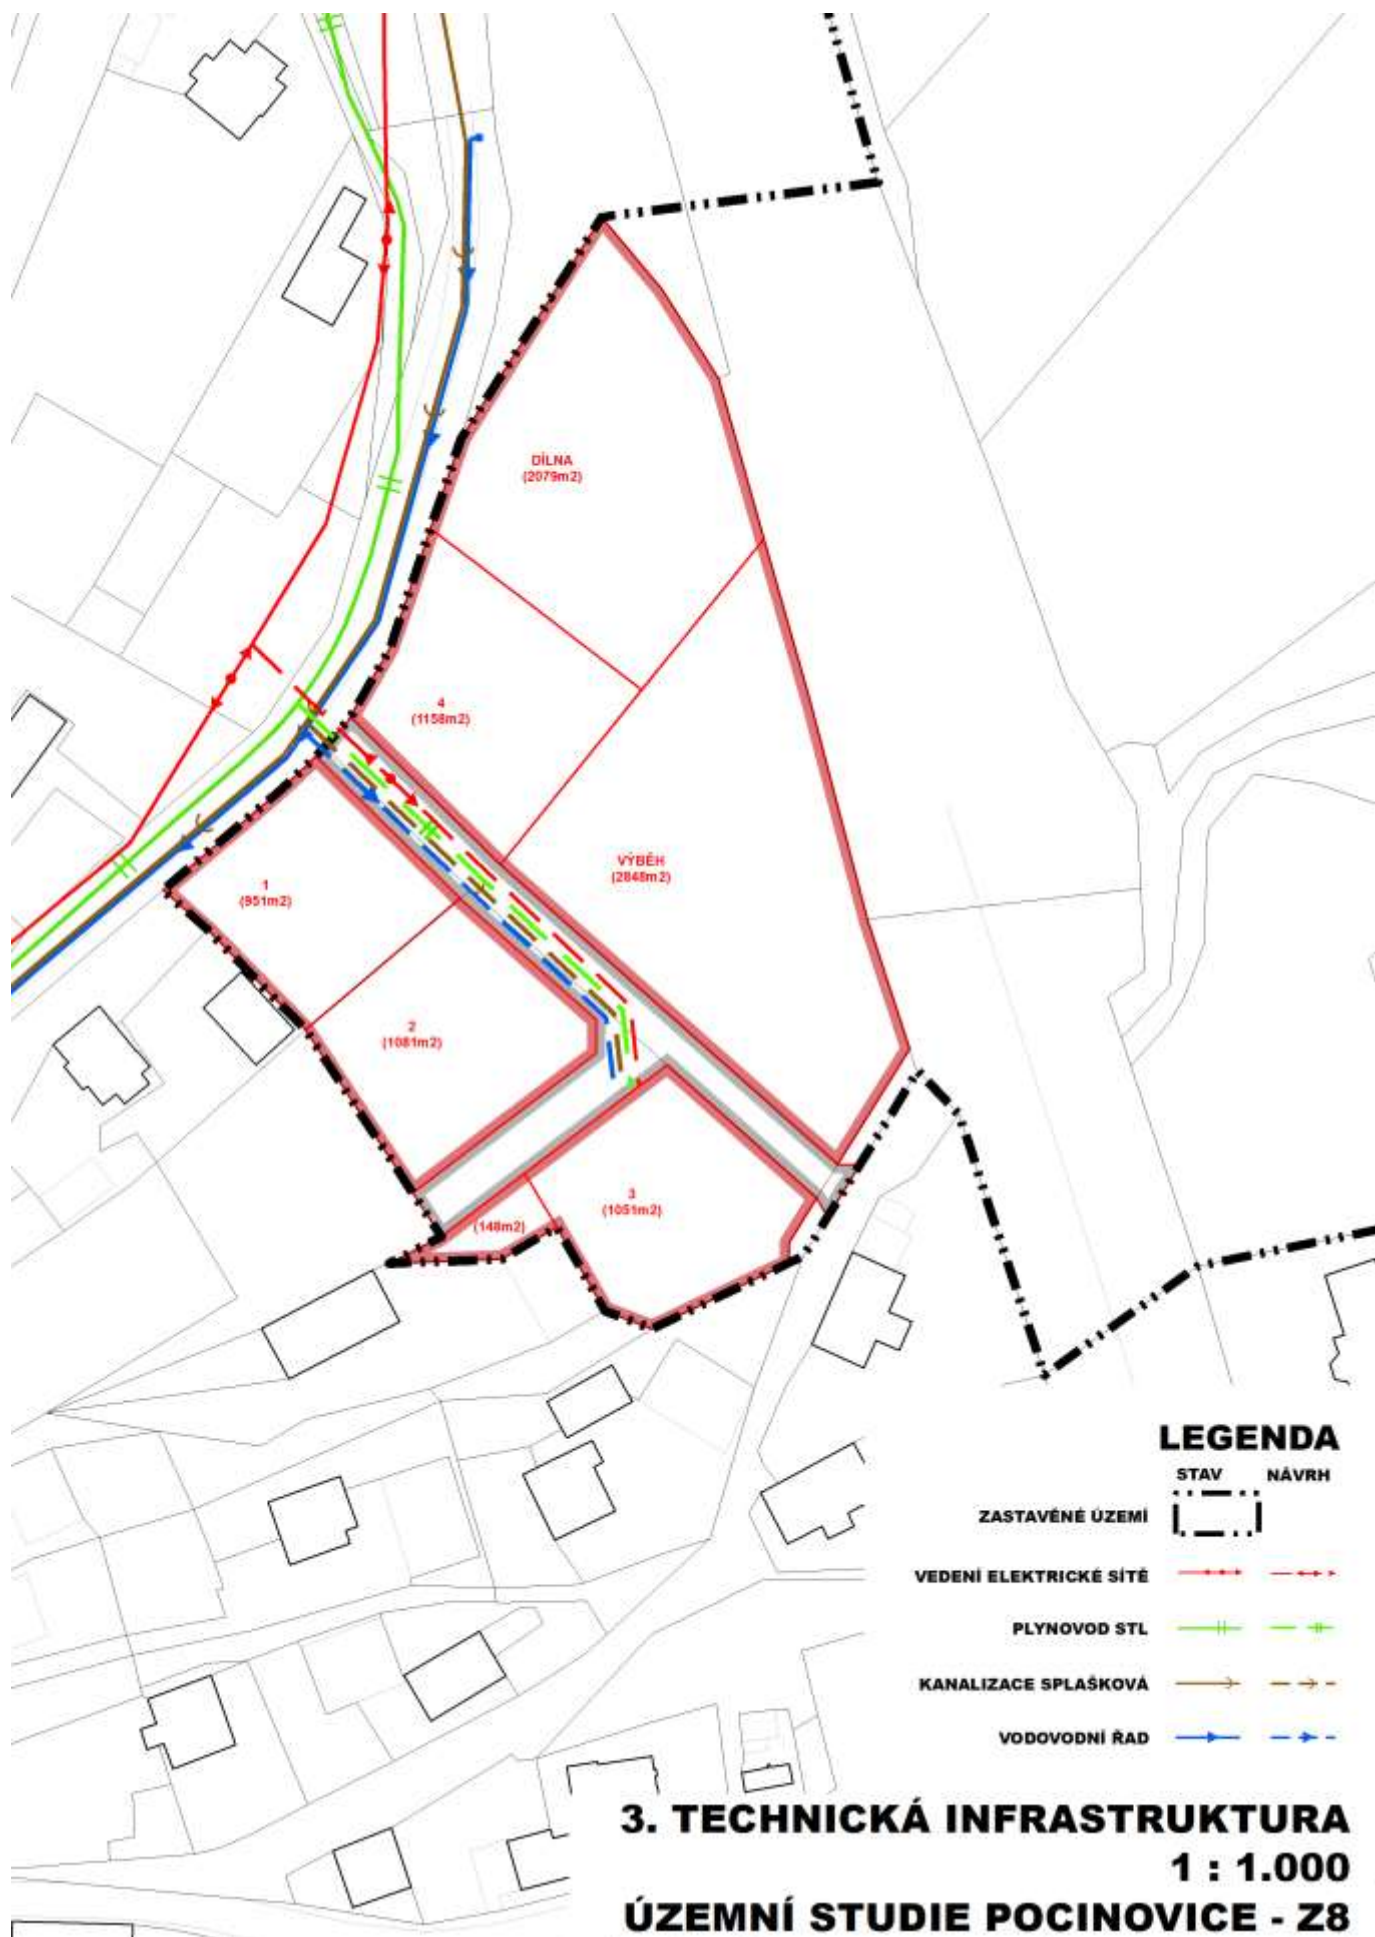 DÍLNA
(2079m2)
4
(1158m2)
VÝBĚH
(2848m2)
1
(951m2)
2
(1081m2)
3
(1051m2)
(148m2)
LEGENDA
STAV NÁVRH
ZASTAVĚNÉ ÚZEMÍ
VEDENÍ ELEKTRICKÉ SÍTĚ
PLYNOVOD STL
KANALIZACE SPLAŠKOVÁ
VODOVODNÍ ŘAD
3. TECHNICKÁ INFRASTRUKTURA
1 : 1.000
ÚZEMNÍ STUDIE POCINOVICE - Z8